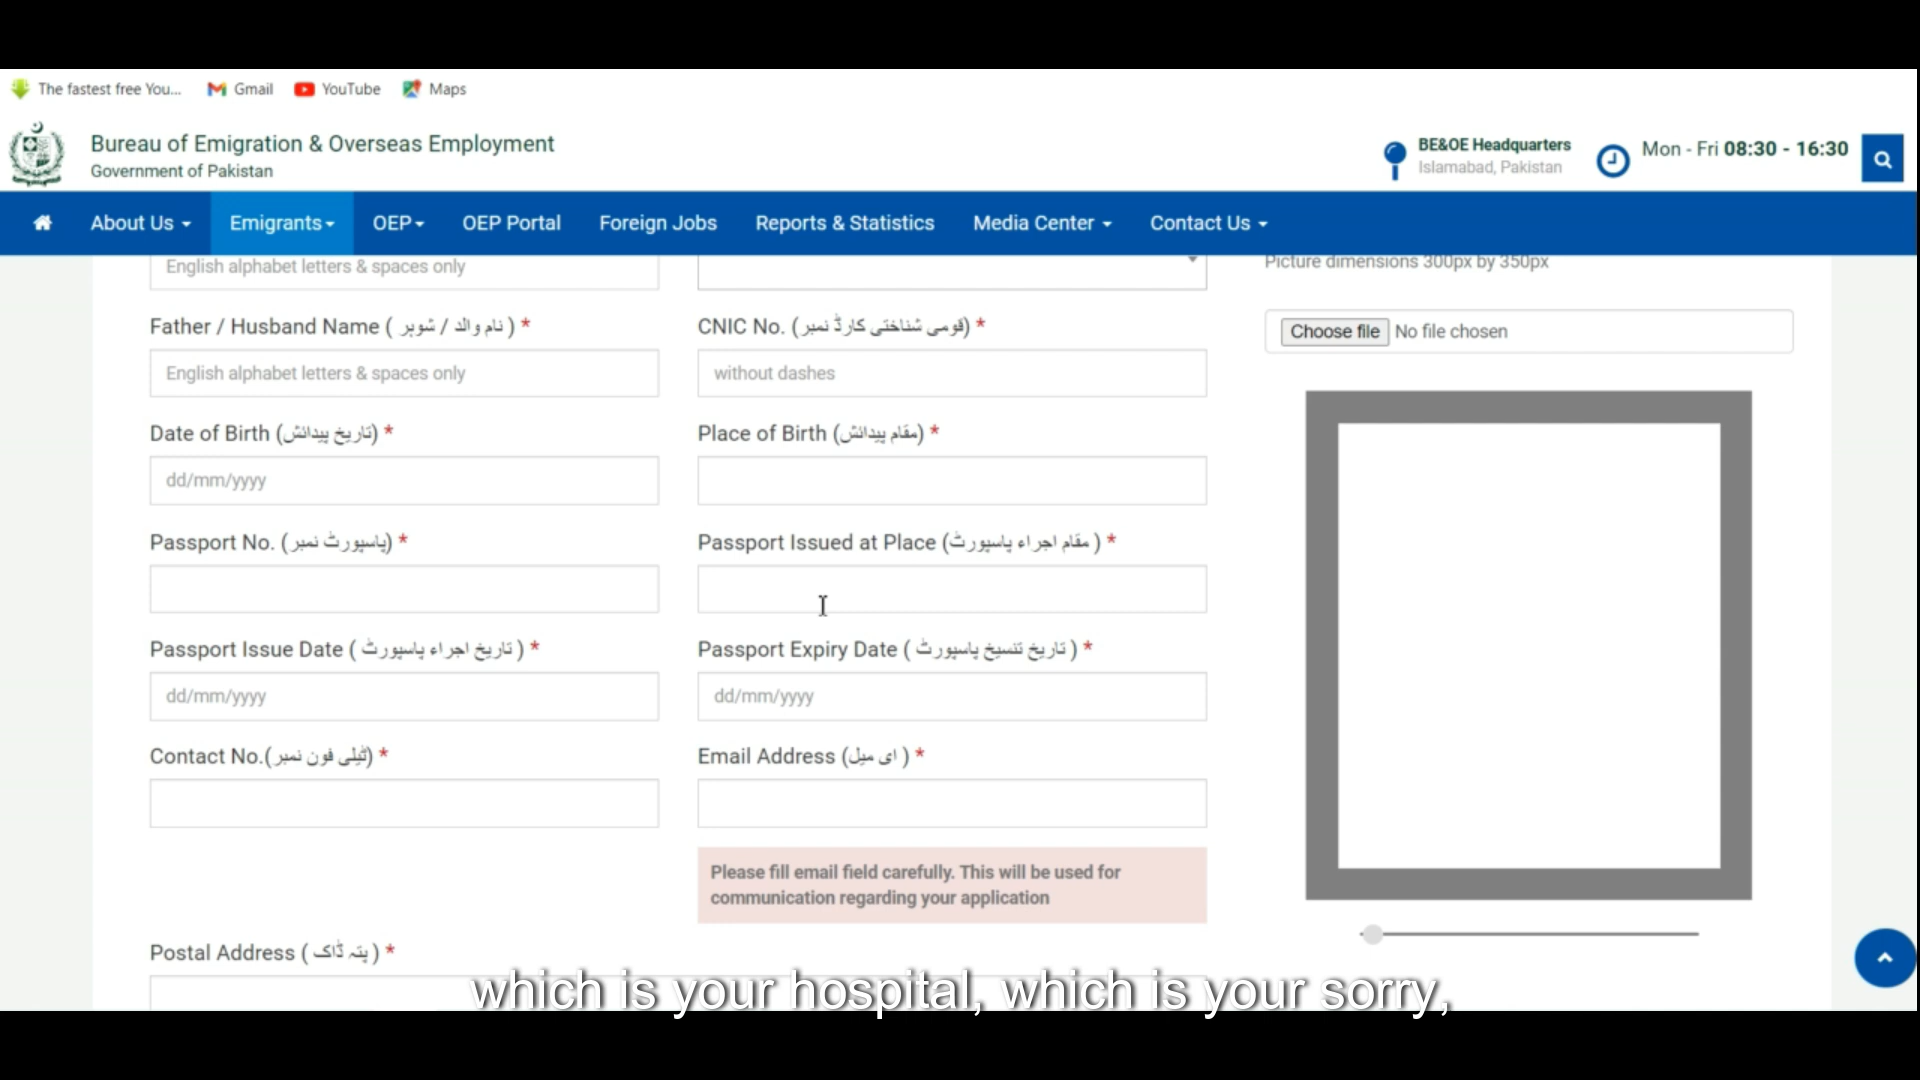 The fastest free You...
Gmail
YouTube
Maps
Bureau of Emigration & Overseas Employment
Government of Pakistan
BE&OE Headquarters
Islamabad, Pakistan
Mon - Fri 08:30 - 16:30
About Us
Emigrants
OEP
OEP Portal
Foreign Jobs
Reports & Statistics
Media Center
Contact Us
English alphabet letters & spaces only
Picture dimensions 300px by 350px
Father / Husband Name ( نام والد / شوہر ) *
CNIC No. (قومی شناختی کارڈ نمبر) *
English alphabet letters & spaces only
without dashes
Choose file No file chosen
Date of Birth (تاریخ پیدائش) *
Place of Birth (مقام پیدائش) *
dd/mm/yyyy
Passport No. (پاسپورٹ نمبر) *
Passport Issued at Place (مقام اجراء پاسپورٹ ) *
Passport Issue Date ( تاریخ اجراء پاسپورٹ ) *
Passport Expiry Date ( تاریخ تنسیخ پاسپورٹ ) *
dd/mm/yyyy
dd/mm/yyyy
Contact No.(ٹیلی فون نمبر) *
Email Address (ای میل ) *
Please fill email field carefully. This will be used for
communication regarding your application
Postal Address ( پتہ ڈاک ) *
which is your hospital, which is your sorry,